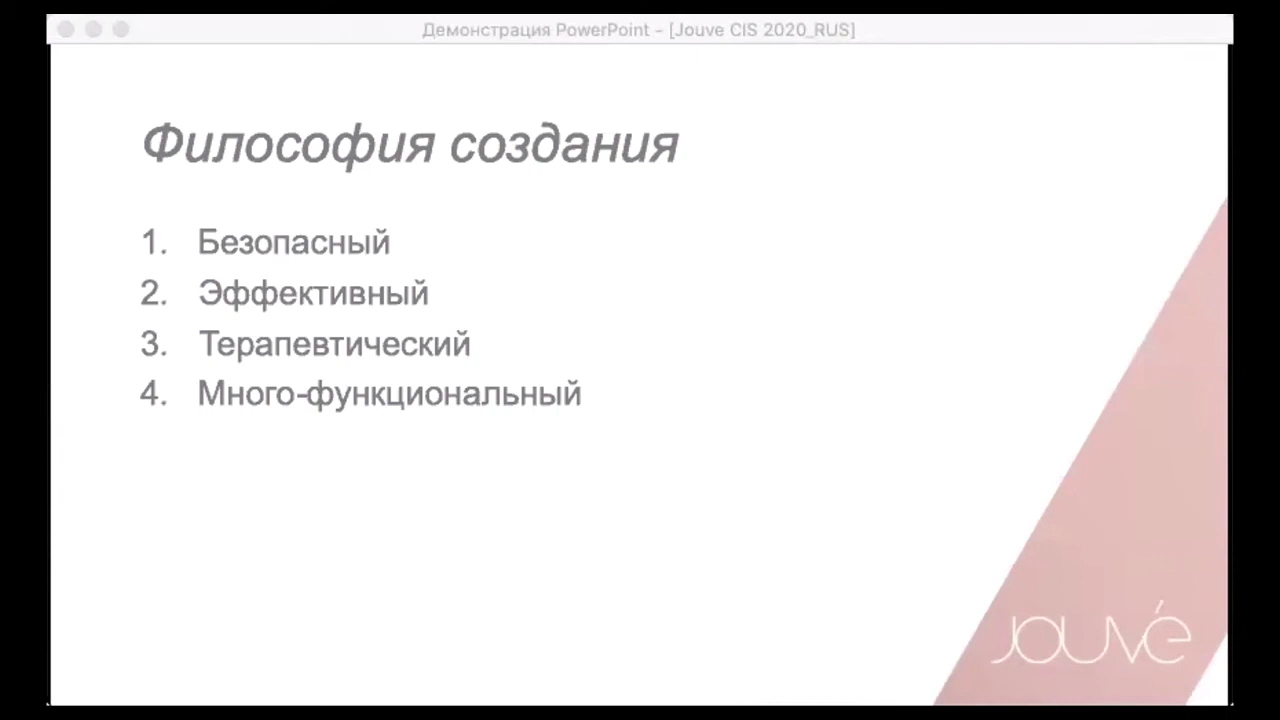 Демонстрация PowerPoint - [Jouve CIS 2020_RUS]
Философия создания
1. Безопасный
2. Эффективный
3. Терапевтический
4. Много-функциональный
JOUVé